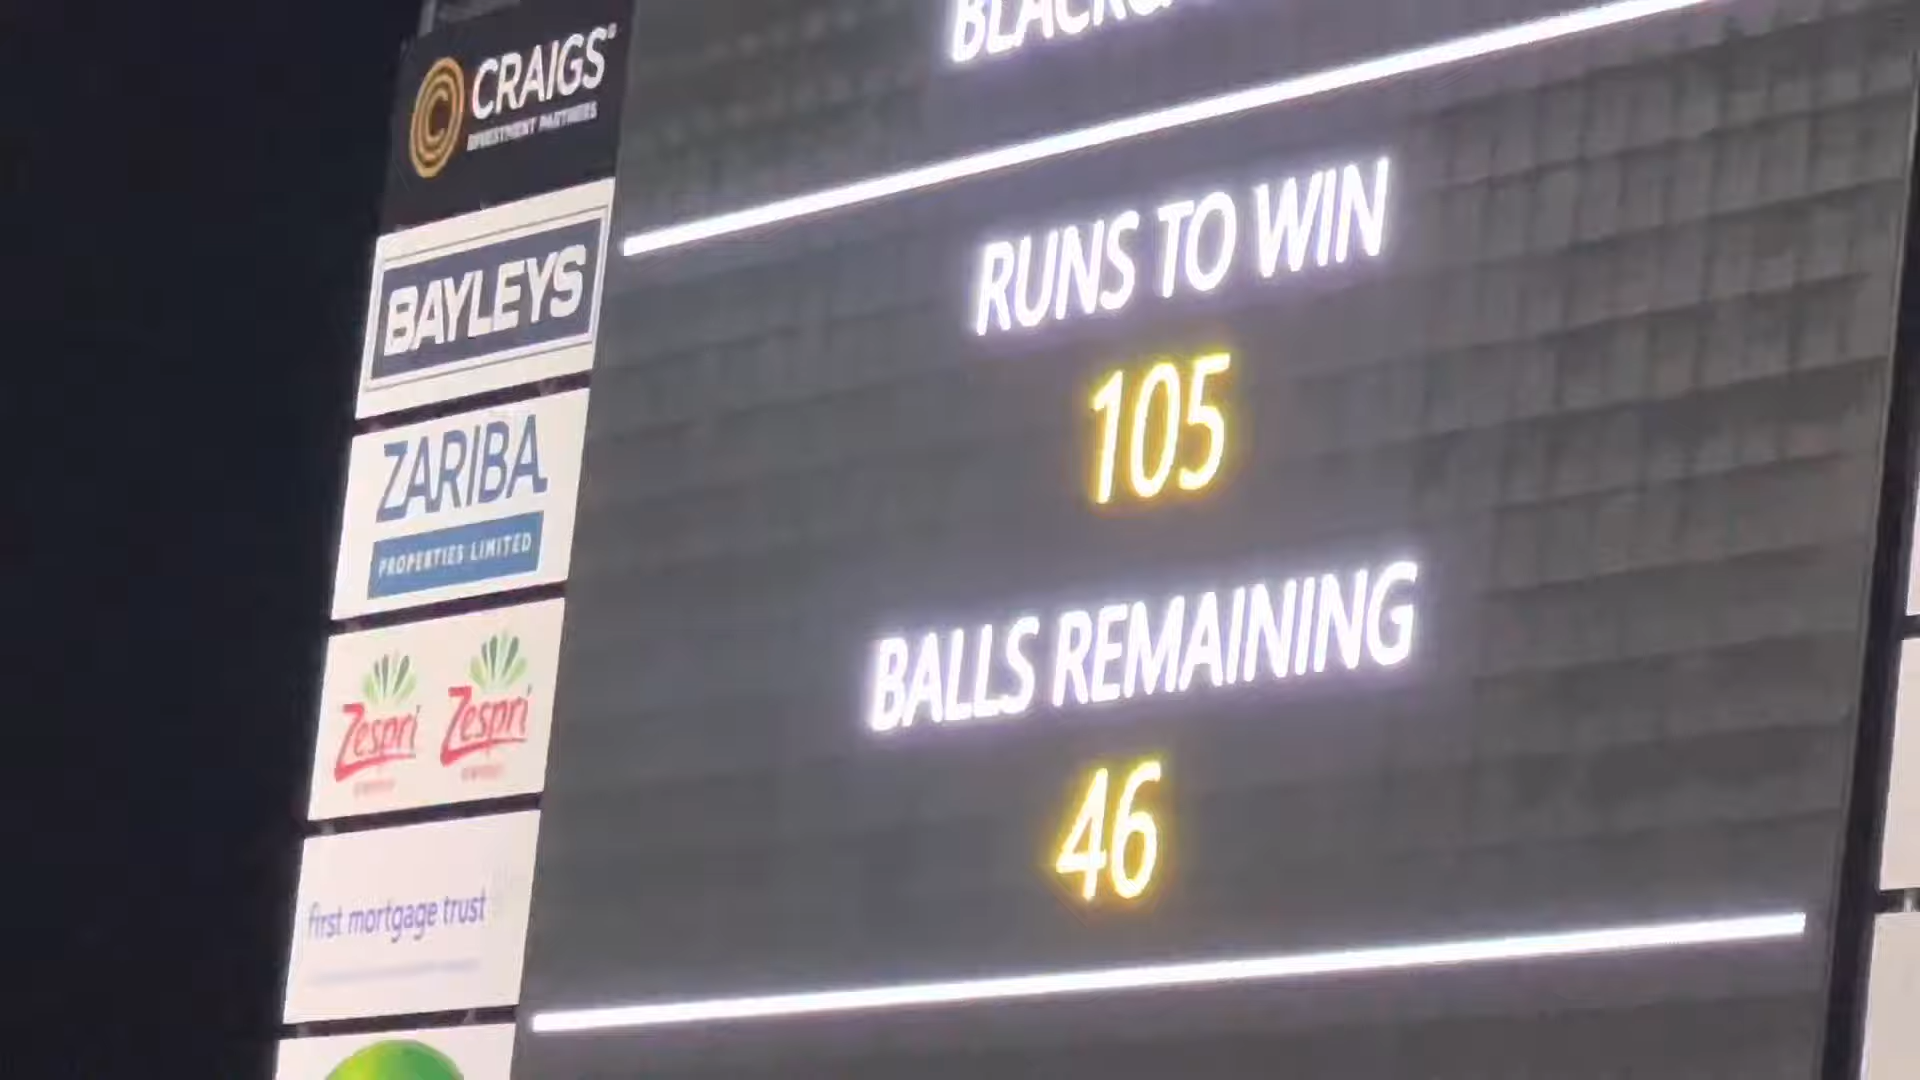 CRAIGS
INVESTMENT PARTNERS
BAYLEYS
ZARIBA
PROPERTIES LIMITED
Zespri Zespri
first mortgage trust
RUNS TO WIN
105
BALLS REMAINING
46